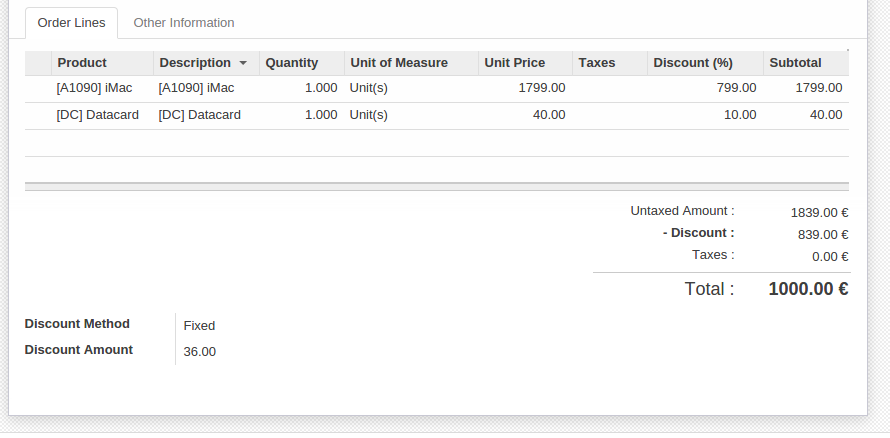 Order Lines Other Information
Product Description Quantity Unit of Measure Unit Price Taxes Discount (%) Subtotal
[A1090] iMac [A1090] iMac 1.000 Unit(s) 1799.00 799.00 1799.00
[DC] Datacard [DC] Datacard 1.000 Unit(s) 40.00 10.00 40.00
Untaxed Amount : 1839.00 €
- Discount : 839.00 €
Taxes : 0.00 €
Total : 1000.00 €
Discount Method Fixed
Discount Amount 36.00